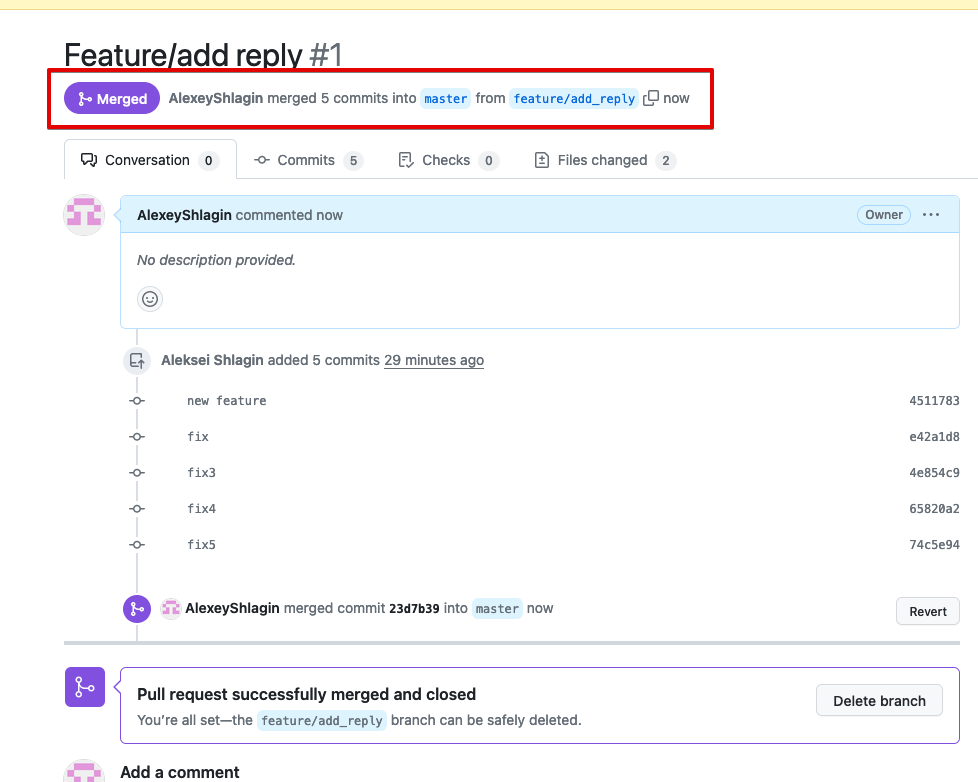 Feature/add reply #1
Merged AlexeyShlagin merged 5 commits into master from feature/add_reply now
Conversation 0 Commits 5 Checks 0 Files changed 2
AlexeyShlagin commented now Owner ···
No description provided.
Aleksei Shlagin added 5 commits 29 minutes ago
new feature 4511783
fix e42a1d8
fix3 4e854c9
fix4 65820a2
fix5 74c5e94
AlexeyShlagin merged commit 23d7b39 into master now Revert
Pull request successfully merged and closed
You're all set—the feature/add_reply branch can be safely deleted.
Delete branch
Add a comment